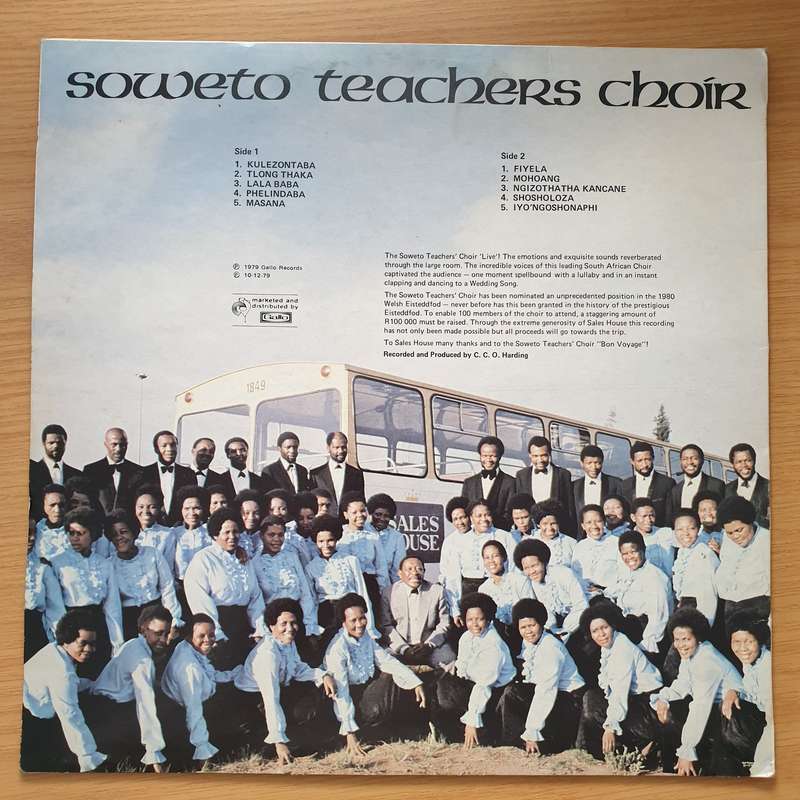 soweto teachers choir
Side 1
1. KULEZONTABA
2. TLONG THAKA
3. LALA BABA
4. PHELINDABA
5. MASANA
Side 2
1. FIYELA
2. MOHOANG
3. NGIZOTHATHA KANCANE
4. SHOSHOLOZA
5. IYO'NGOSHONAPHI
℗ 1979 Gallo Records
℗ 10-12-79
marketed and
distributed by
Gallo
The Soweto Teachers' Choir 'Live'! The emotions and exquisite sounds reverberated
through the large room. The incredible voices of this leading South African Choir
captivated the audience — one moment spellbound with a lullaby and in an instant
clapping and dancing to a Wedding Song.
The Soweto Teachers' Choir has been nominated an unprecedented position in the 1980
Welsh Eisteddfod — never before has this been granted in the history of the prestigious
Eisteddfod. To enable 100 members of the choir to attend, a staggering amount of
R100 000 must be raised. Through the extreme generosity of Sales House this recording
has not only been made possible but all proceeds will go towards the trip.
To Sales House many thanks and to the Soweto Teachers' Choir "Bon Voyage"!
Recorded and Produced by C. C. O. Harding
1849
SALES
HOUSE